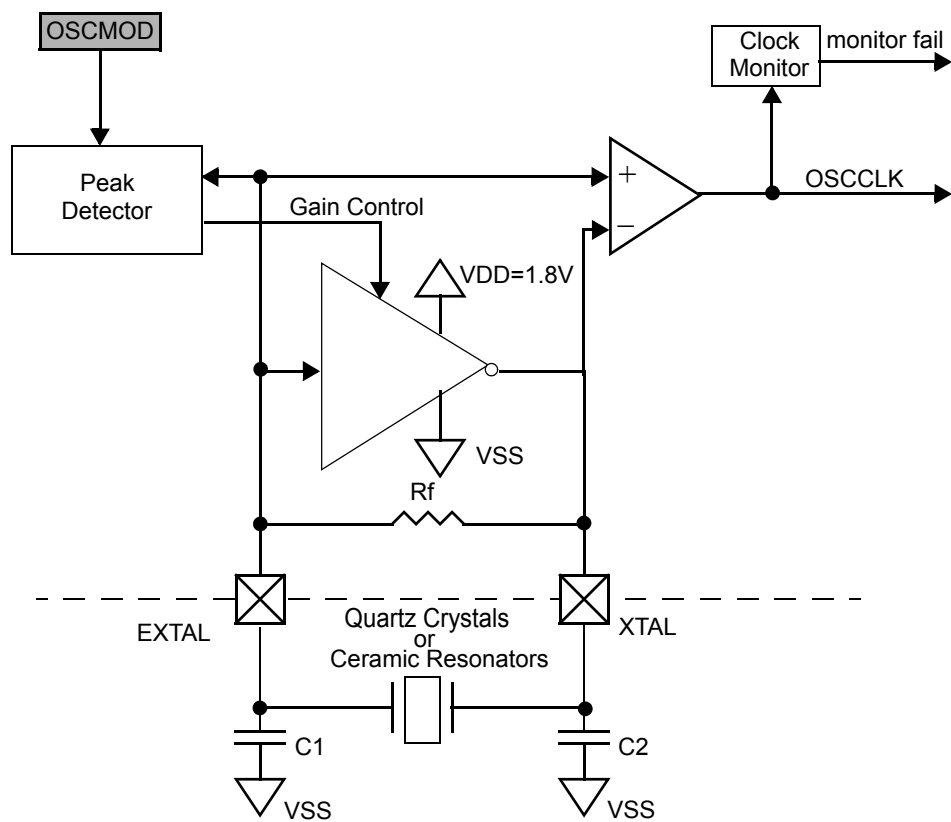 OSCMOD
Clock
Monitor
monitor fail
Peak
Detector
Gain Control
+
−
OSCCLK
VDD=1.8V
VSS
Rf
EXTAL
Quartz Crystals
or
Ceramic Resonators
XTAL
C1
C2
VSS
VSS